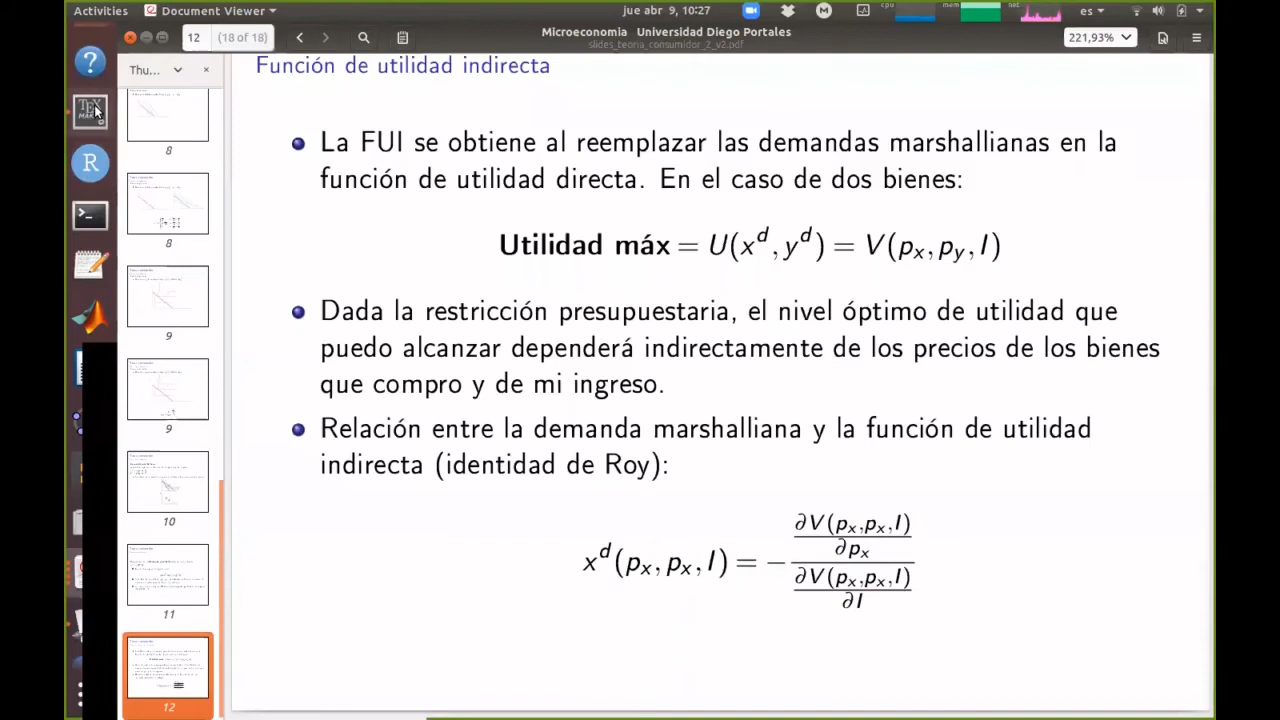 Activities
Document Viewer
jue abr 9, 10:27
cpu
mem
net
es
12
(18 of 18)
Microeconomia Universidad Diego Portales
slides_teoria_consumidor_2_v2.pdf
221,93%
Thu...
8
8
9
9
10
11
12
Función de utilidad indirecta
La FUI se obtiene al reemplazar las demandas marshallianas en la
función de utilidad directa. En el caso de dos bienes:
Utilidad máx = U(x^d, y^d) = V(p_x, p_y, I)
Dada la restricción presupuestaria, el nivel óptimo de utilidad que
puedo alcanzar dependerá indirectamente de los precios de los bienes
que compro y de mi ingreso.
Relación entre la demanda marshalliana y la función de utilidad
indirecta (identidad de Roy):
x^d(p_x, p_x, I) = − (∂V(p_x,p_x,I)/∂p_x) / (∂V(p_x,p_x,I)/∂I)